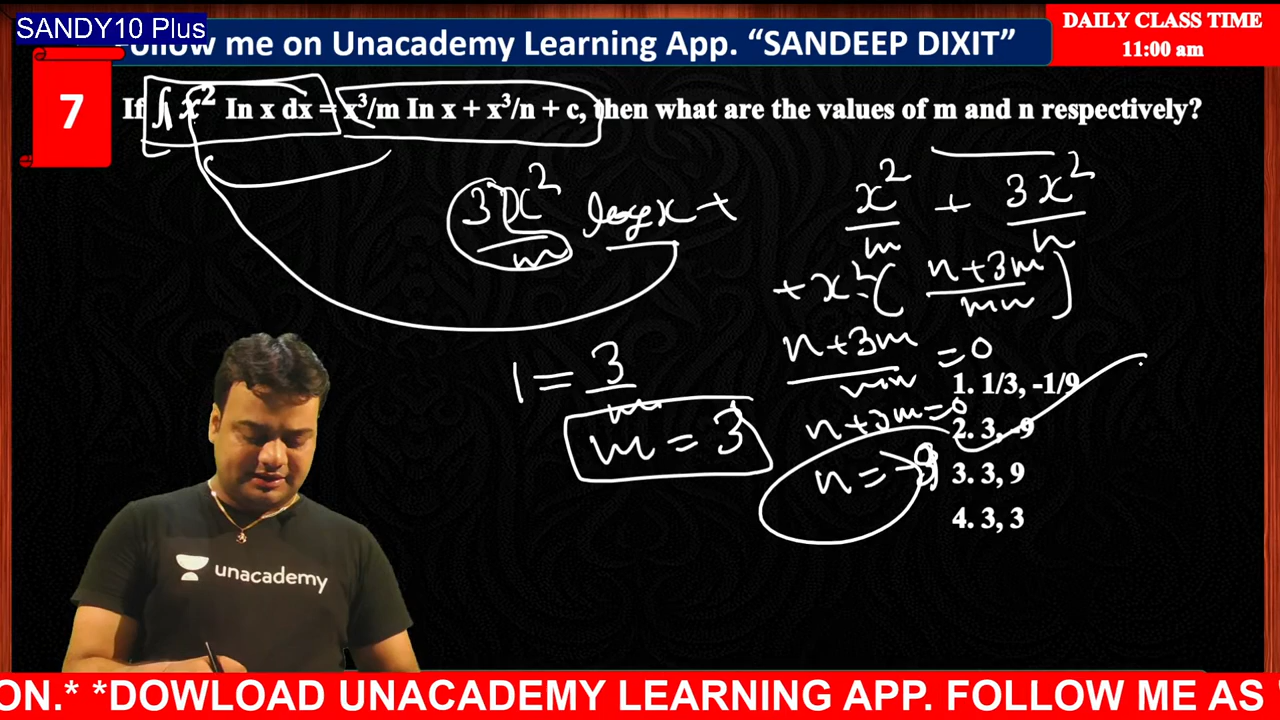 SANDY10 Plus
Follow me on Unacademy Learning App. “SANDEEP DIXIT”
DAILY CLASS TIME
11:00 am
7
If ∫ x² In x dx = x³/m In x + x³/n + c, then what are the values of m and n respectively?
3x²/m log x +
x²/m + 3x²/n
+ x² ( n+3m/mn )
n+3m/mn = 0
1 = 3/m
1. 1/3, -1/9
n+3m=0
2. 3, -9
m = 3
n = -9
3. 3, 9
4. 3, 3
unacademy
ON.* *DOWLOAD UNACADEMY LEARNING APP. FOLLOW ME AS